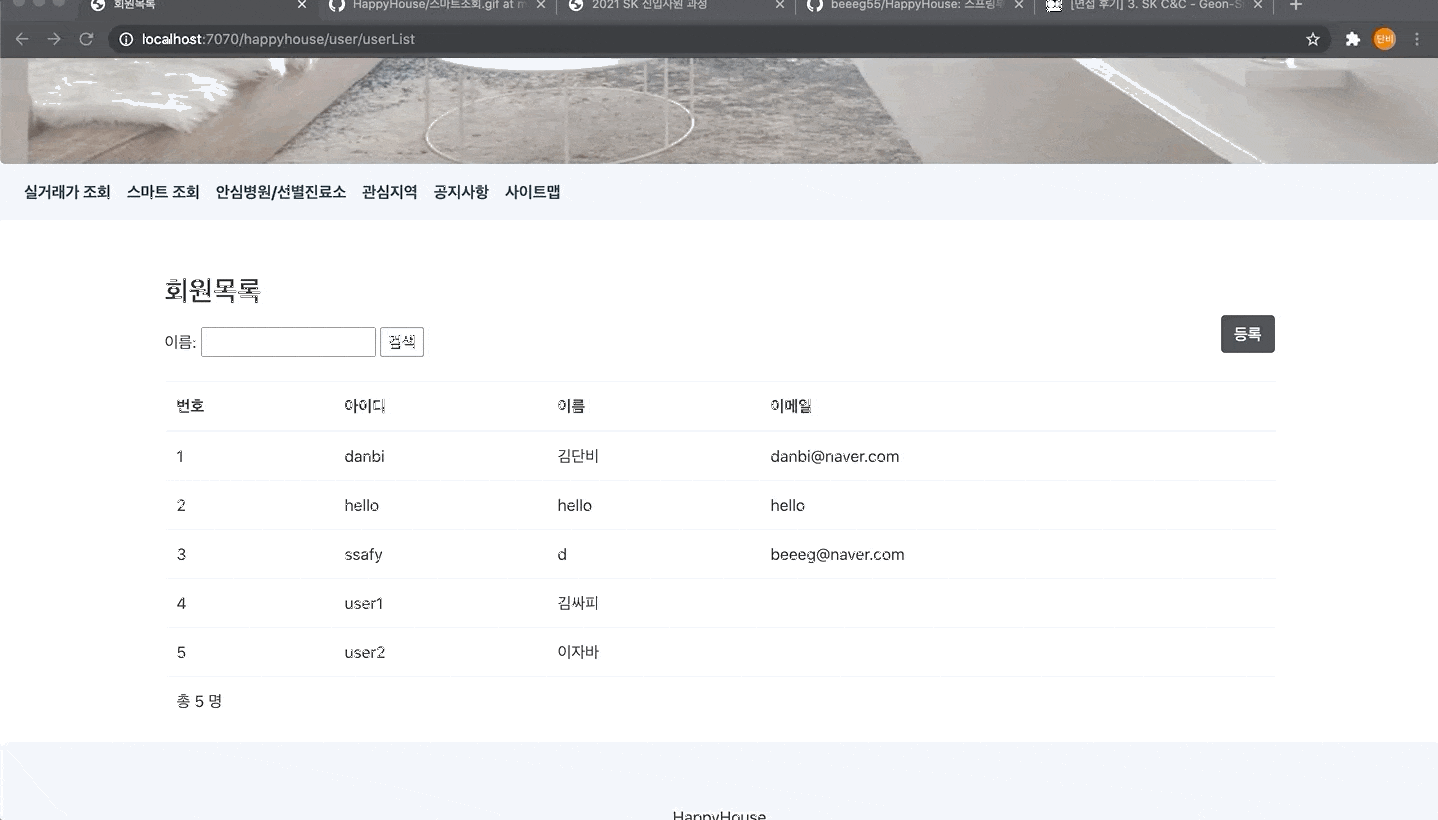 회원목록 HappyHouse/스마트조회.gif at m 2021 SK 신입사원 과정 beeeg55/HappyHouse: 스프링부 [면접 후기] 3. SK C&C - Geon-S
localhost:7070/happyhouse/user/userList 단비
실거래가 조회 스마트 조회 안심병원/선별진료소 관심지역 공지사항 사이트맵
회원목록
이름: 검색 등록
번호 아이디 이름 이메일
1 danbi 김단비 danbi@naver.com
2 hello hello hello
3 ssafy d beeeg@naver.com
4 user1 김싸피
5 user2 이자바
총 5 명
HappyHouse